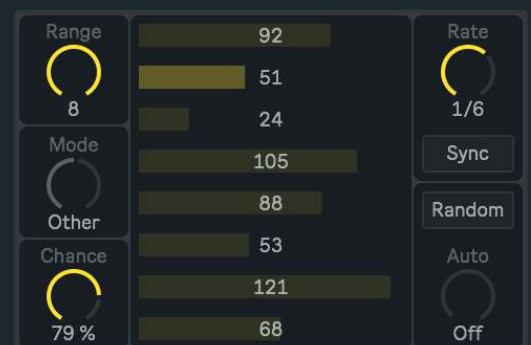 Range
8
Mode
Other
Chance
79 %
92
51
24
105
88
53
121
68
Rate
1/6
Sync
Random
Auto
Off